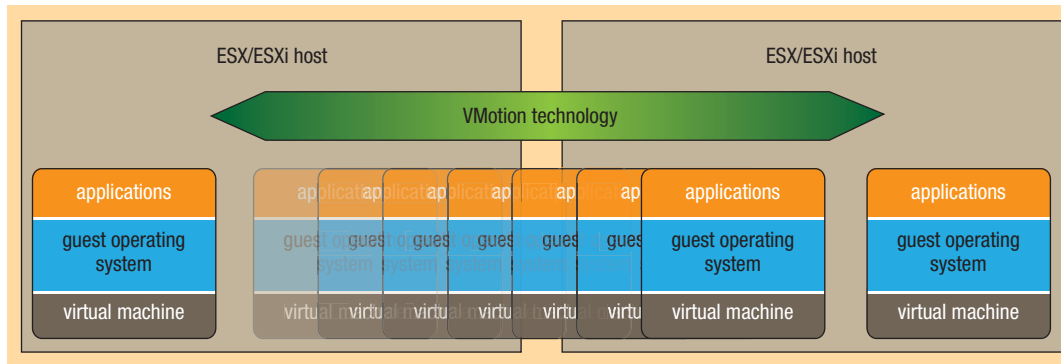 ESX/ESXi host
ESX/ESXi host
VMotion technology
applications
guest operating
system
virtual machine
applications
guest operating
system
virtual machine
applications
guest operating
system
virtual machine